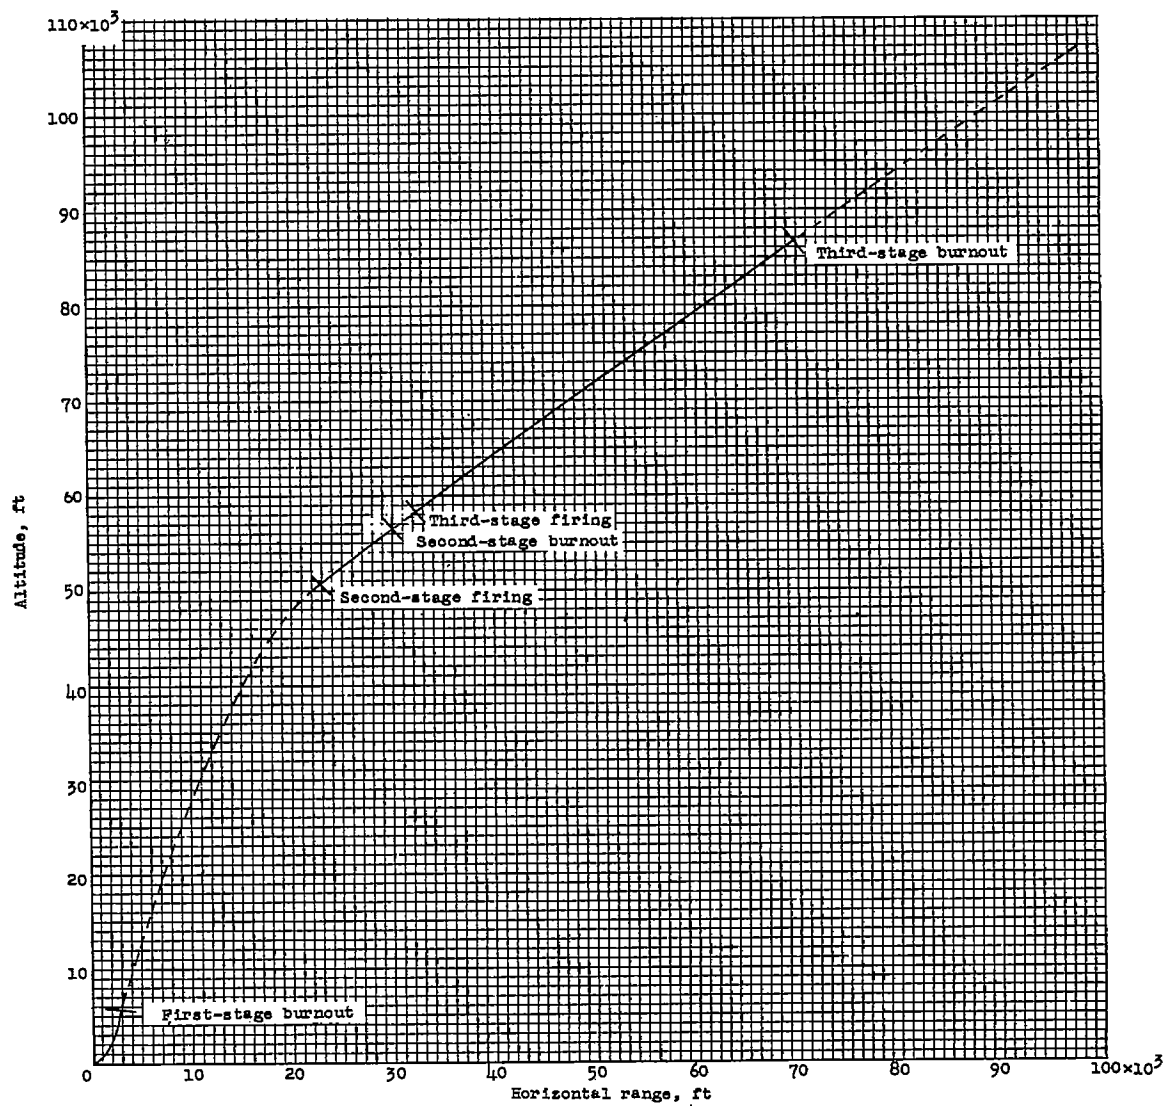 110×10³
100
90
Third-stage burnout
80
70
60
Third-stage firing
Second-stage burnout
50
Second-stage firing
40
30
20
10
First-stage burnout
Altitude, ft
0 10 20 30 40 50 60 70 80 90 100×10³
Horizontal range, ft